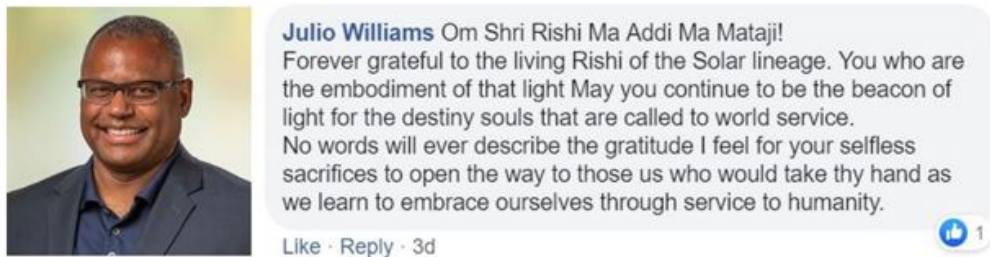 Julio Williams Om Shri Rishi Ma Addi Ma Mataji!
Forever grateful to the living Rishi of the Solar lineage. You who are
the embodiment of that light May you continue to be the beacon of
light for the destiny souls that are called to world service.
No words will ever describe the gratitude I feel for your selfless
sacrifices to open the way to those us who would take thy hand as
we learn to embrace ourselves through service to humanity.
Like · Reply · 3d
1